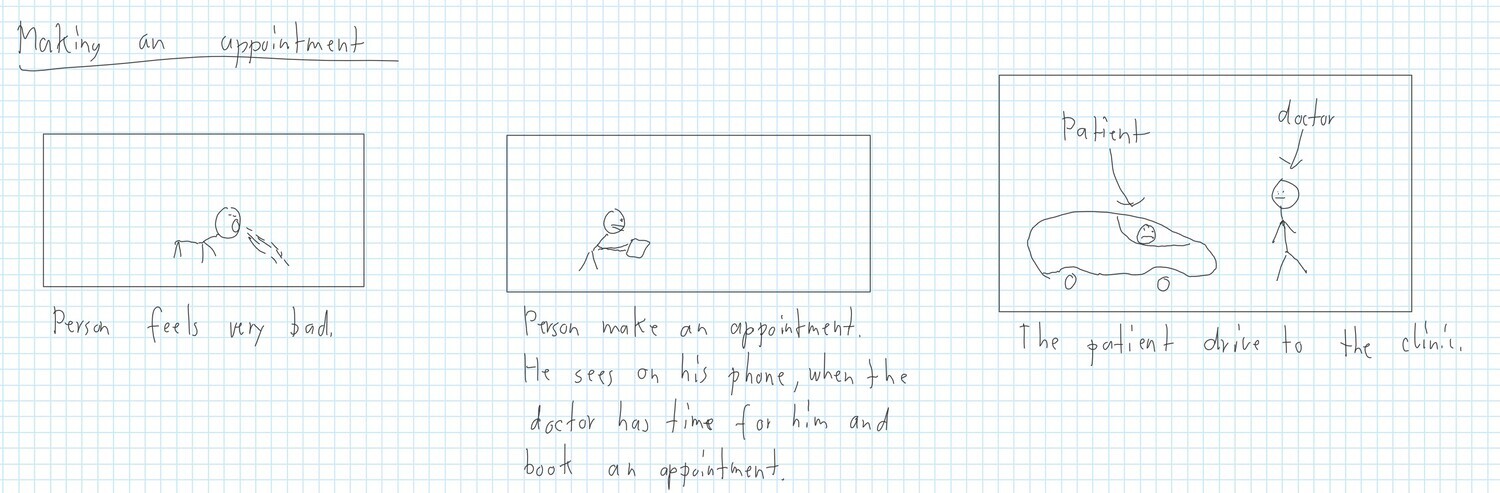 Making an appointment
Person feels very bad.
Person make an appointment.
He sees on his phone, when the
doctor has time for him and
book an appointment.
Patient
doctor
The patient drive to the clinic.